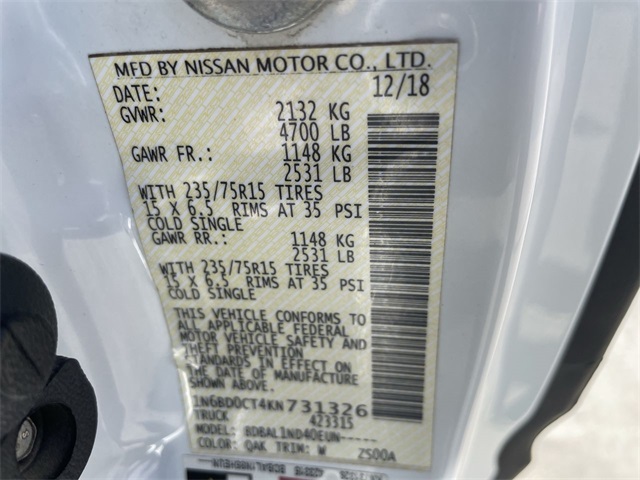 MFD BY NISSAN MOTOR CO., LTD.
DATE: 12/18
GVWR: 2132 KG
4700 LB
GAWR FR.: 1148 KG
2531 LB
WITH 235/75R15 TIRES
15 X 6.5 RIMS AT 35 PSI
COLD SINGLE
GAWR RR.: 1148 KG
2531 LB
WITH 235/75R15 TIRES
15 X 6.5 RIMS AT 35 PSI
COLD SINGLE
THIS VEHICLE CONFORMS TO
ALL APPLICABLE FEDERAL
MOTOR VEHICLE SAFETY AND
THEFT PREVENTION
STANDARDS IN EFFECT ON
THE DATE OF MANUFACTURE
SHOWN ABOVE.
1N6BD0CT4KN731326
TRUCK 423315
MODEL: BDBAL1ND40EUN-----
COLOR: QAK TRIM: W Z500A